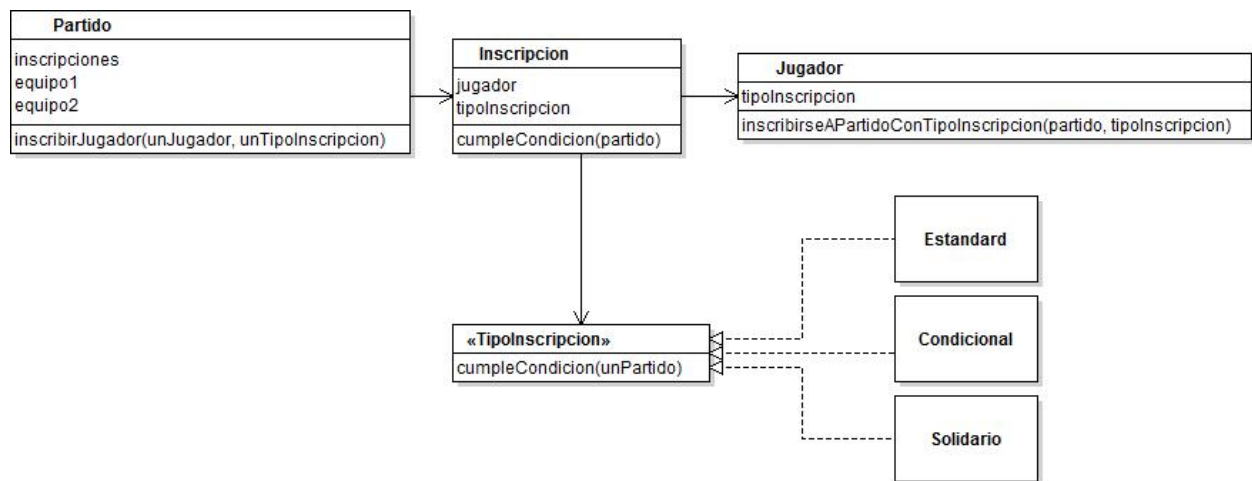 Partido
inscripciones
equipo1
equipo2
inscribirJugador(unJugador, unTipoInscripcion)
Inscripcion
jugador
tipoInscripcion
cumpleCondicion(partido)
Jugador
tipoInscripcion
inscribirseAPartidoConTipoInscripcion(partido, tipoInscripcion)
Estandard
«TipoInscripcion»
cumpleCondicion(unPartido)
Condicional
Solidario